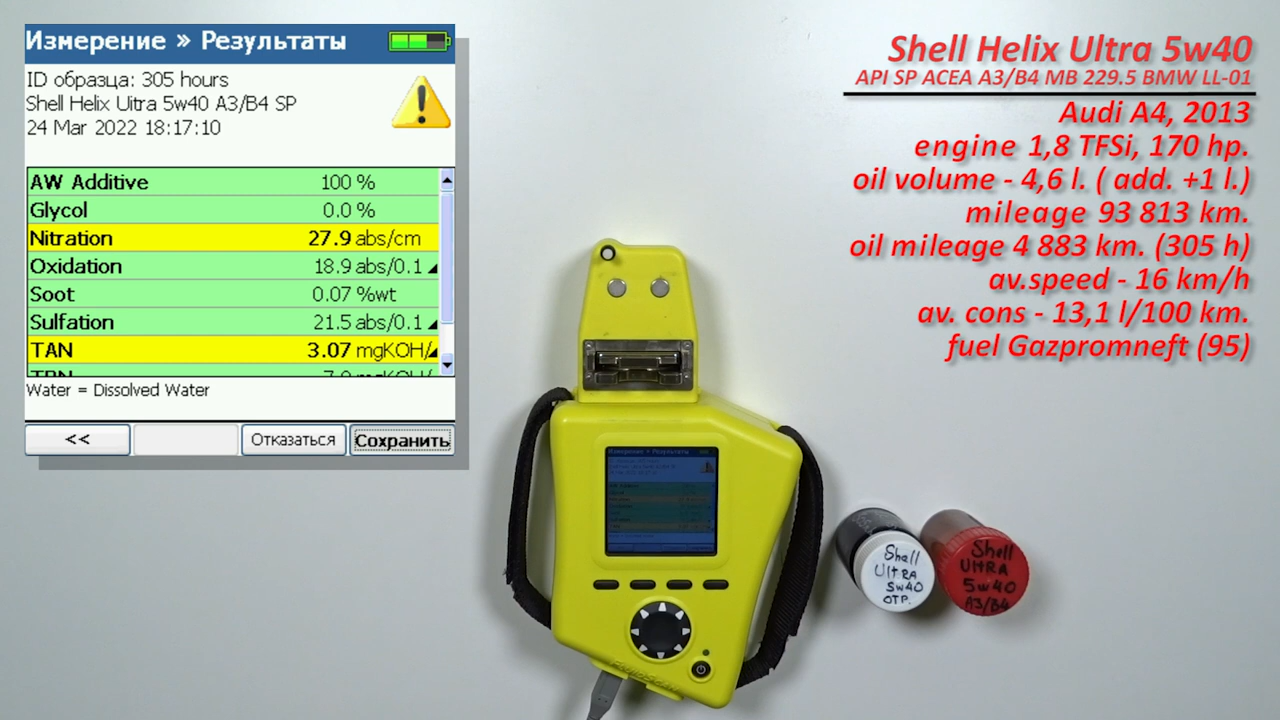 Измерение » Результаты
ID образца: 305 hours
Shell Helix Uitra 5w40 A3/B4 SP
24 Mar 2022 18:17:10
AW Additive 100 %
Glycol 0.0 %
Nitration 27.9 abs/cm
Oxidation 18.9 abs/0.1
Soot 0.07 %wt
Sulfation 21.5 abs/0.1
TAN 3.07 mgKOH/
Water = Dissolved Water
<<
Отказаться
Сохранить
Shell Helix Ultra 5w40
API SP ACEA A3/B4 MB 229.5 BMW LL-01
Audi A4, 2013
engine 1,8 TFSi, 170 hp.
oil volume - 4,6 l. ( add. +1 l.)
mileage 93 813 km.
oil mileage 4 883 km. (305 h)
av.speed - 16 km/h
av. cons - 13,1 l/100 km.
fuel Gazpromneft (95)
Измерение » Результаты
Shell
Ultra
5w40
ОТР.
Shell
Ultra
5w40
A3/B4